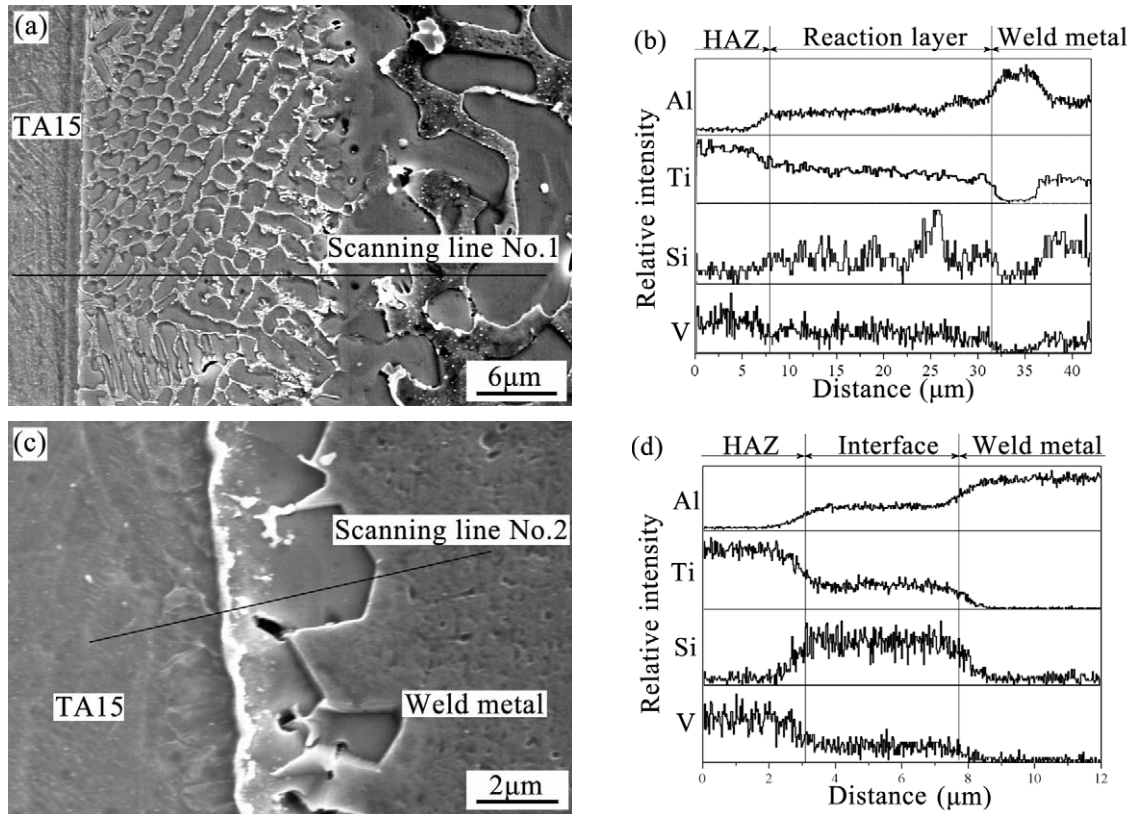 (a)
TA15
Scanning line No.1
6μm
(b)
HAZ Reaction layer Weld metal
Relative intensity
Al
Ti
Si
V
0 5 10 15 20 25 30 35 40
Distance (μm)
(c)
Scanning line No.2
TA15
Weld metal
2μm
(d)
HAZ Interface Weld metal
Relative intensity
Al
Ti
Si
V
0 2 4 6 8 10 12
Distance (μm)